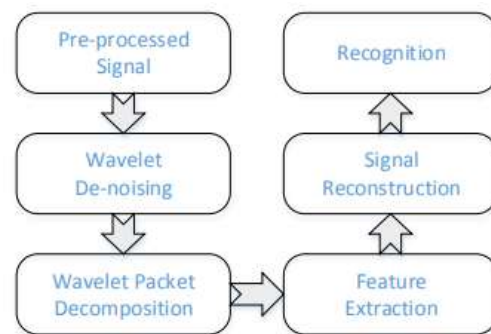 Pre-processed
Signal
Wavelet
De-noising
Wavelet Packet
Decomposition
Feature
Extraction
Signal
Reconstruction
Recognition